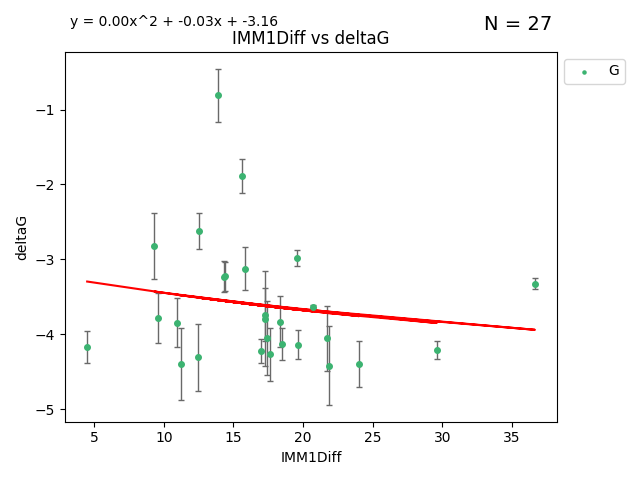 y = 0.00x^2 + -0.03x + -3.16
N = 27
IMM1Diff vs deltaG
G
deltaG
−1
−2
−3
−4
−5
5 10 15 20 25 30 35
IMM1Diff